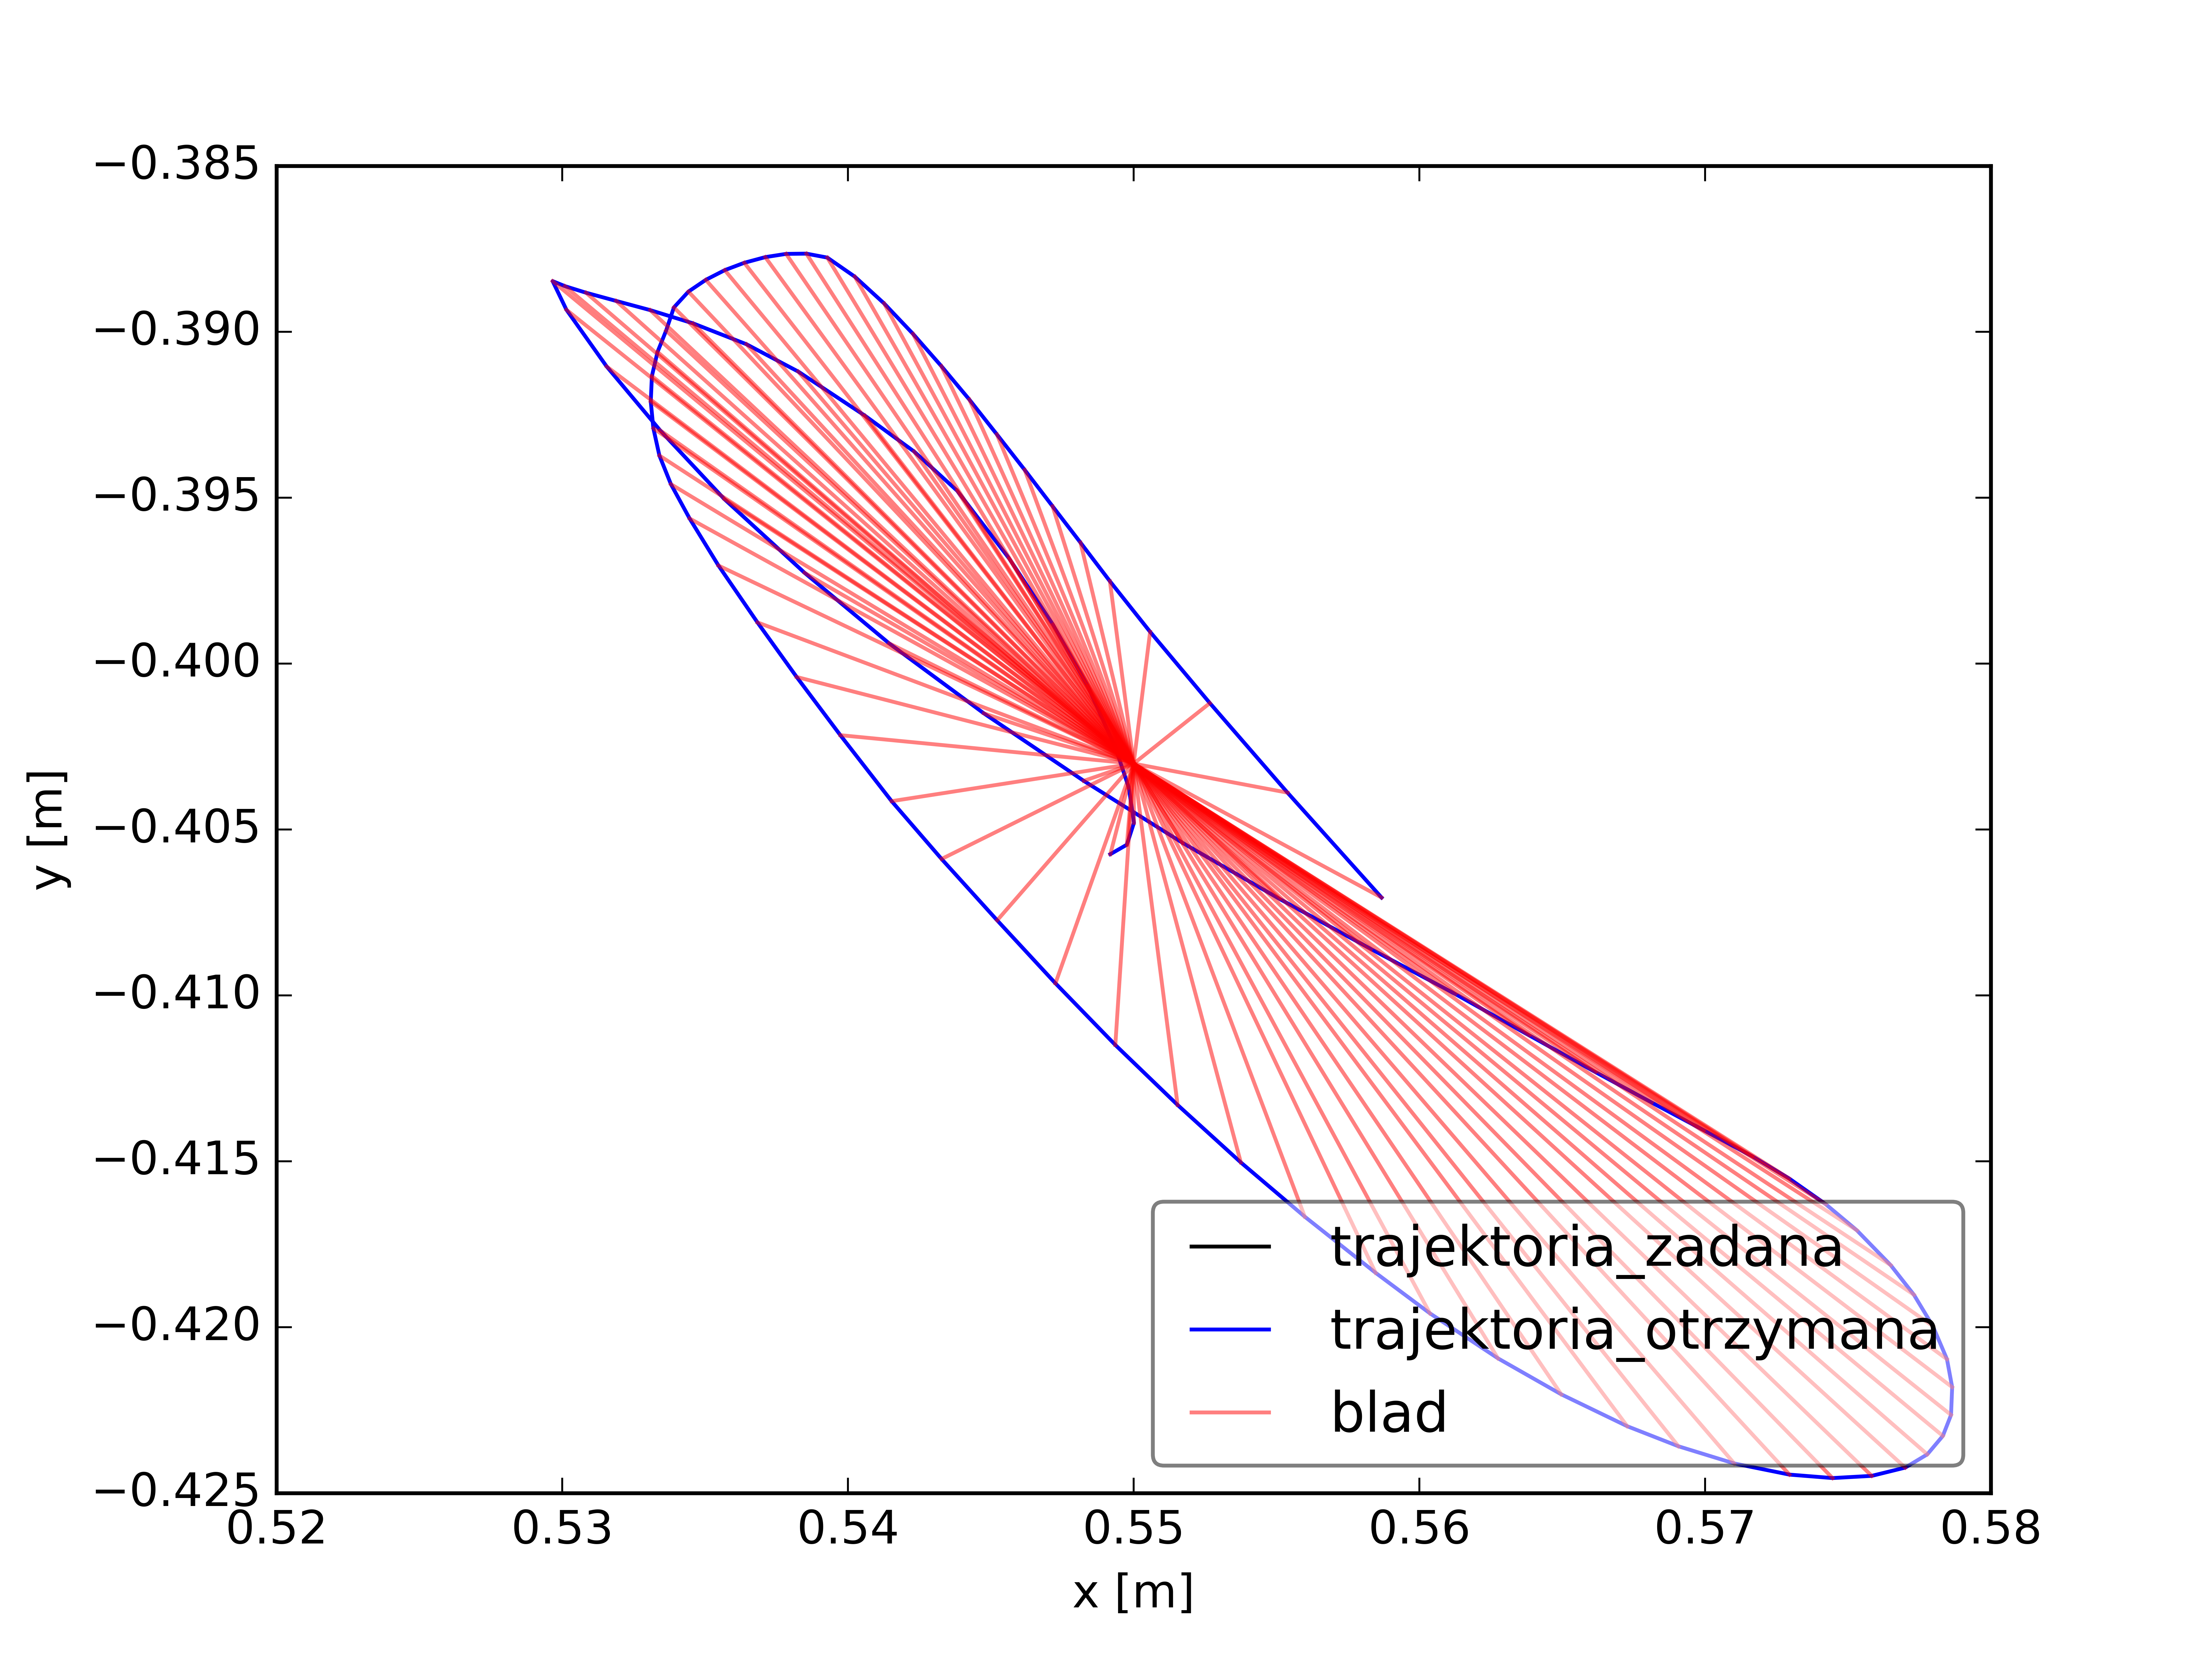 −0.385
−0.390
−0.395
−0.400
−0.405
−0.410
−0.415
−0.420
−0.425
y [m]
trajektoria_zadana
trajektoria_otrzymana
blad
0.52 0.53 0.54 0.55 0.56 0.57 0.58
x [m]